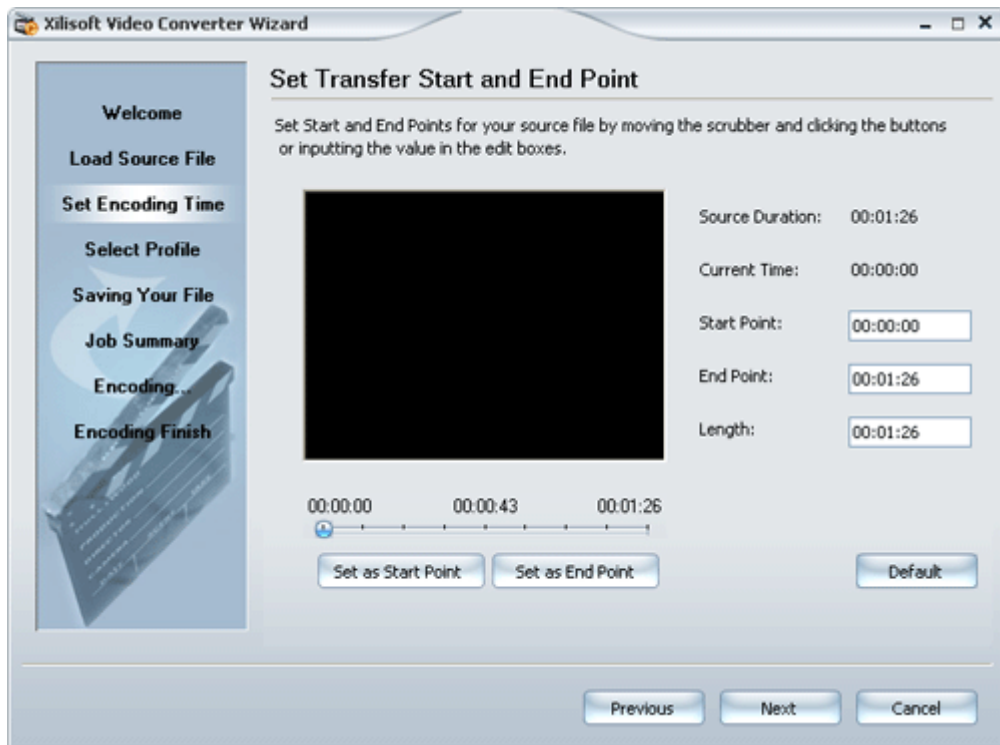 Xilisoft Video Converter Wizard
Welcome
Load Source File
Set Encoding Time
Select Profile
Saving Your File
Job Summary
Encoding...
Encoding Finish
Set Transfer Start and End Point
Set Start and End Points for your source file by moving the scrubber and clicking the buttons
or inputting the value in the edit boxes.
Source Duration: 00:01:26
Current Time: 00:00:00
Start Point: 00:00:00
End Point: 00:01:26
Length: 00:01:26
00:00:00 00:00:43 00:01:26
Set as Start Point Set as End Point Default
Previous Next Cancel